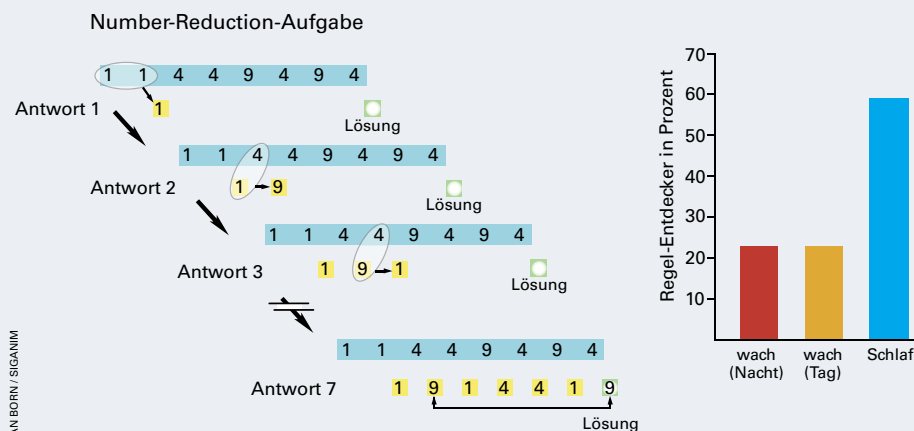 Number-Reduction-Aufgabe
1 1 4 4 9 4 9 4
Antwort 1
1
Lösung
1 1 4 4 9 4 9 4
Antwort 2
1 9
Lösung
1 1 4 4 9 4 9 4
Antwort 3
1 9 1
Lösung
1 1 4 4 9 4 9 4
Antwort 7
1 9 1 4 4 1 9
Lösung
AN BORN / SIGANIM
Regel-Entdecker in Prozent
70
60
50
40
30
20
10
wach
(Nacht)
wach
(Tag)
Schlaf